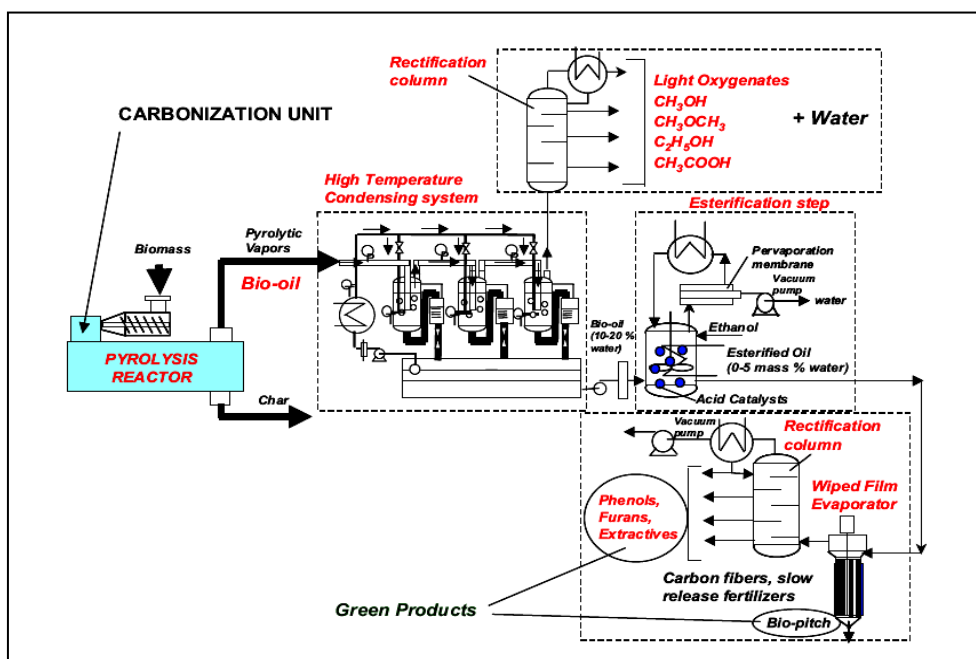 Rectification
column
Light Oxygenates
CH3OH
CH3OCH3
C2H5OH
CH3COOH
+ Water
CARBONIZATION UNIT
High Temperature
Condensing system
Esterification step
Pyrolytic
Vapors
Biomass
Bio-oil
PYROLYSIS
REACTOR
Char
Pervaporation
membrane
Vacuum
pump
water
Bio-oil
(10-20 %
water)
Ethanol
Esterified Oil
(0-5 mass % water)
Acid Catalysts
Vacuum
pump
Rectification
column
Wiped Film
Evaporator
Phenols,
Furans,
Extractives
Carbon fibers, slow
release fertilizers
Green Products
Bio-pitch